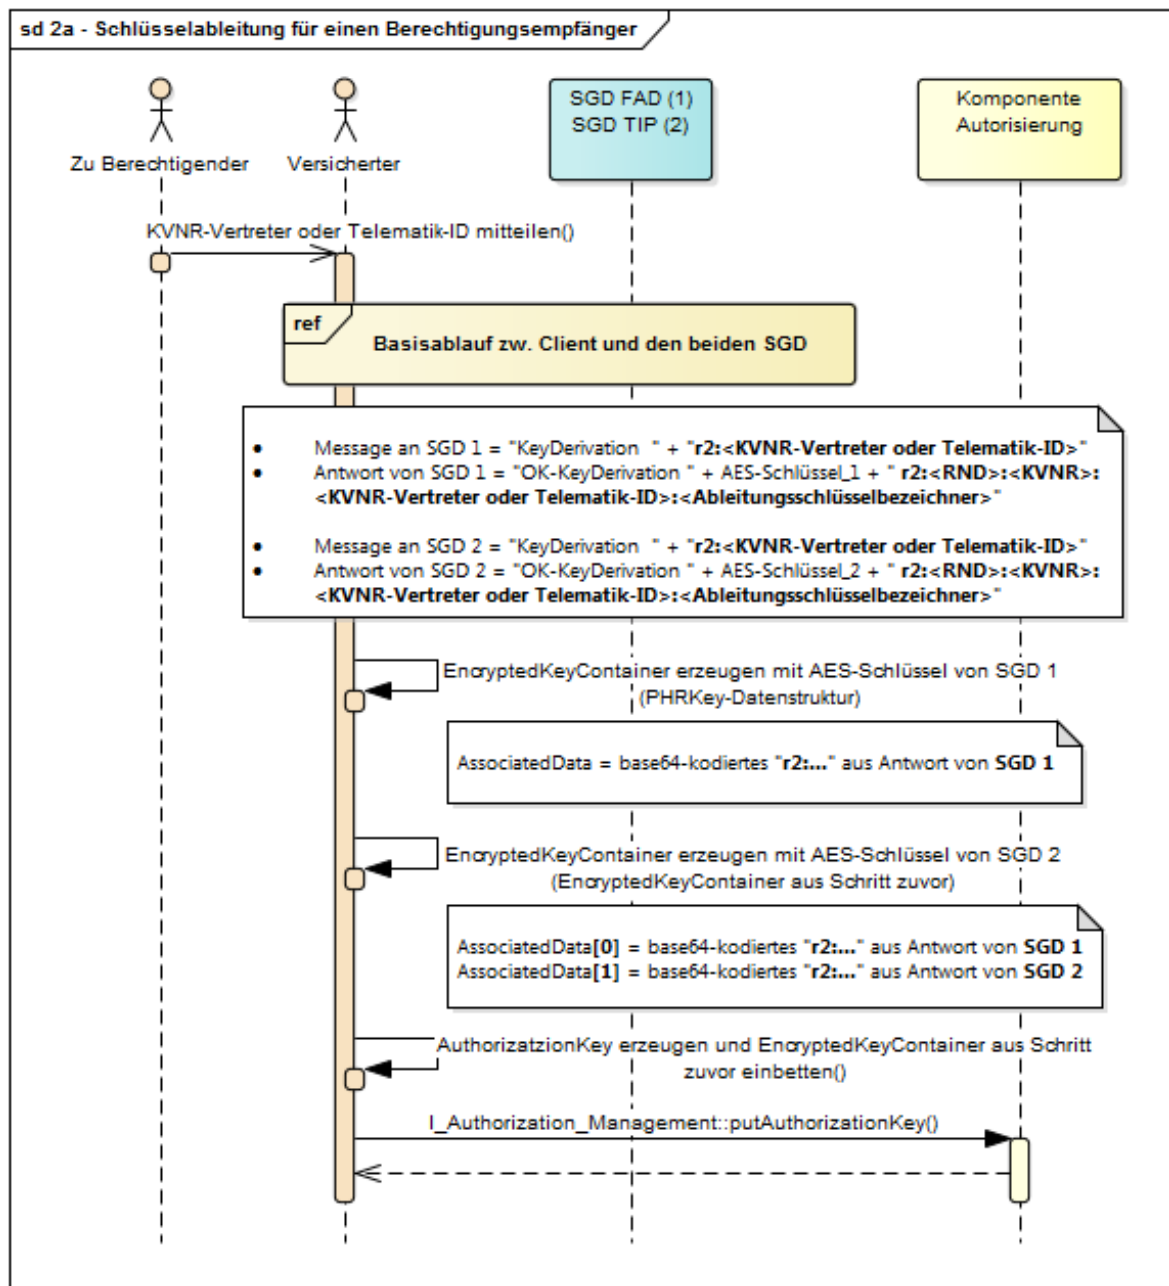 sd 2a - Schlüsselableitung für einen Berechtigungsempfänger
SGD FAD (1)
SGD TIP (2)
Komponente
Autorisierung
Zu Berechtigender
Versicherter
KVNR-Vertreter oder Telematik-ID mitteilen()
ref
Basisablauf zw. Client und den beiden SGD
• Message an SGD 1 = "KeyDerivation " + "r2:<KVNR-Vertreter oder Telematik-ID>"
• Antwort von SGD 1 = "OK-KeyDerivation " + AES-Schlüssel_1 + " r2:<RND>:<KVNR>:
<KVNR-Vertreter oder Telematik-ID>:<Ableitungsschlüsselbezeichner>"
• Message an SGD 2 = "KeyDerivation " + "r2:<KVNR-Vertreter oder Telematik-ID>"
• Antwort von SGD 2 = "OK-KeyDerivation " + AES-Schlüssel_2 + " r2:<RND>:<KVNR>:
<KVNR-Vertreter oder Telematik-ID>:<Ableitungsschlüsselbezeichner>"
EncryptedKeyContainer erzeugen mit AES-Schlüssel von SGD 1
(PHRKey-Datenstruktur)
AssociatedData = base64-kodiertes "r2:..." aus Antwort von SGD 1
EncryptedKeyContainer erzeugen mit AES-Schlüssel von SGD 2
(EncryptedKeyContainer aus Schritt zuvor)
AssociatedData[0] = base64-kodiertes "r2:..." aus Antwort von SGD 1
AssociatedData[1] = base64-kodiertes "r2:..." aus Antwort von SGD 2
AuthorizatzionKey erzeugen und EncryptedKeyContainer aus Schritt
zuvor einbetten()
I_Authorization_Management::putAuthorizationKey()